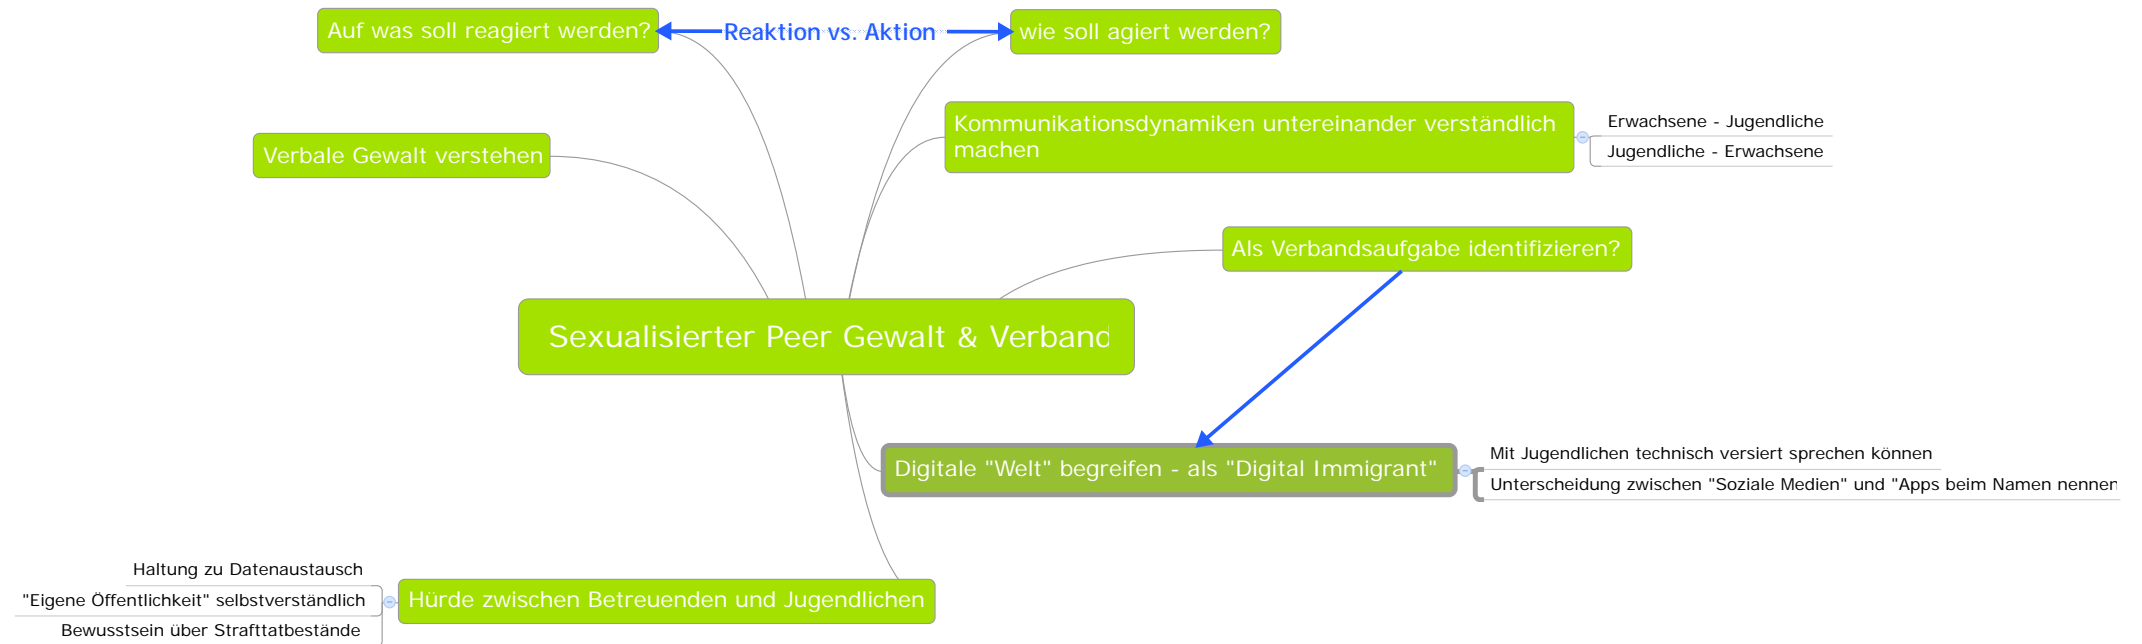 Auf was soll reagiert werden?
Reaktion vs. Aktion
wie soll agiert werden?
Kommunikationsdynamiken untereinander verständlich
machen
Erwachsene - Jugendliche
Jugendliche - Erwachsene
Verbale Gewalt verstehen
Als Verbandsaufgabe identifizieren?
Sexualisierter Peer Gewalt & Verband
Digitale "Welt" begreifen - als "Digital Immigrant"
Mit Jugendlichen technisch versiert sprechen können
Unterscheidung zwischen "Soziale Medien" und "Apps beim Namen nennen
Haltung zu Datenaustausch
"Eigene Öffentlichkeit" selbstverständlich
Bewusstsein über Strafttatbestände
Hürde zwischen Betreuenden und Jugendlichen